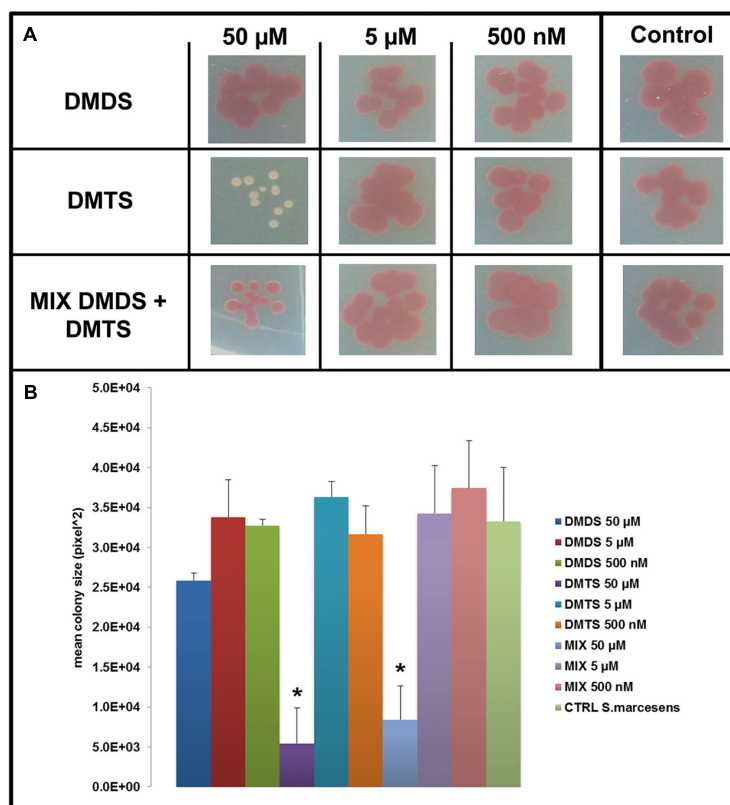 A
50 µM 5 µM 500 nM Control
DMDS
DMTS
MIX DMDS +
DMTS
B
5.0E+04
4.5E+04
4.0E+04
3.5E+04
3.0E+04
2.5E+04
2.0E+04
1.5E+04
1.0E+04
5.0E+03
0.0E+00
mean colony size (pixel^2)
*
*
DMDS 50 µM
DMDS 5 µM
DMDS 500 nM
DMTS 50 µM
DMTS 5 µM
DMTS 500 nM
MIX 50 µM
MIX 5 µM
MIX 500 nM
CTRL S.marcesens